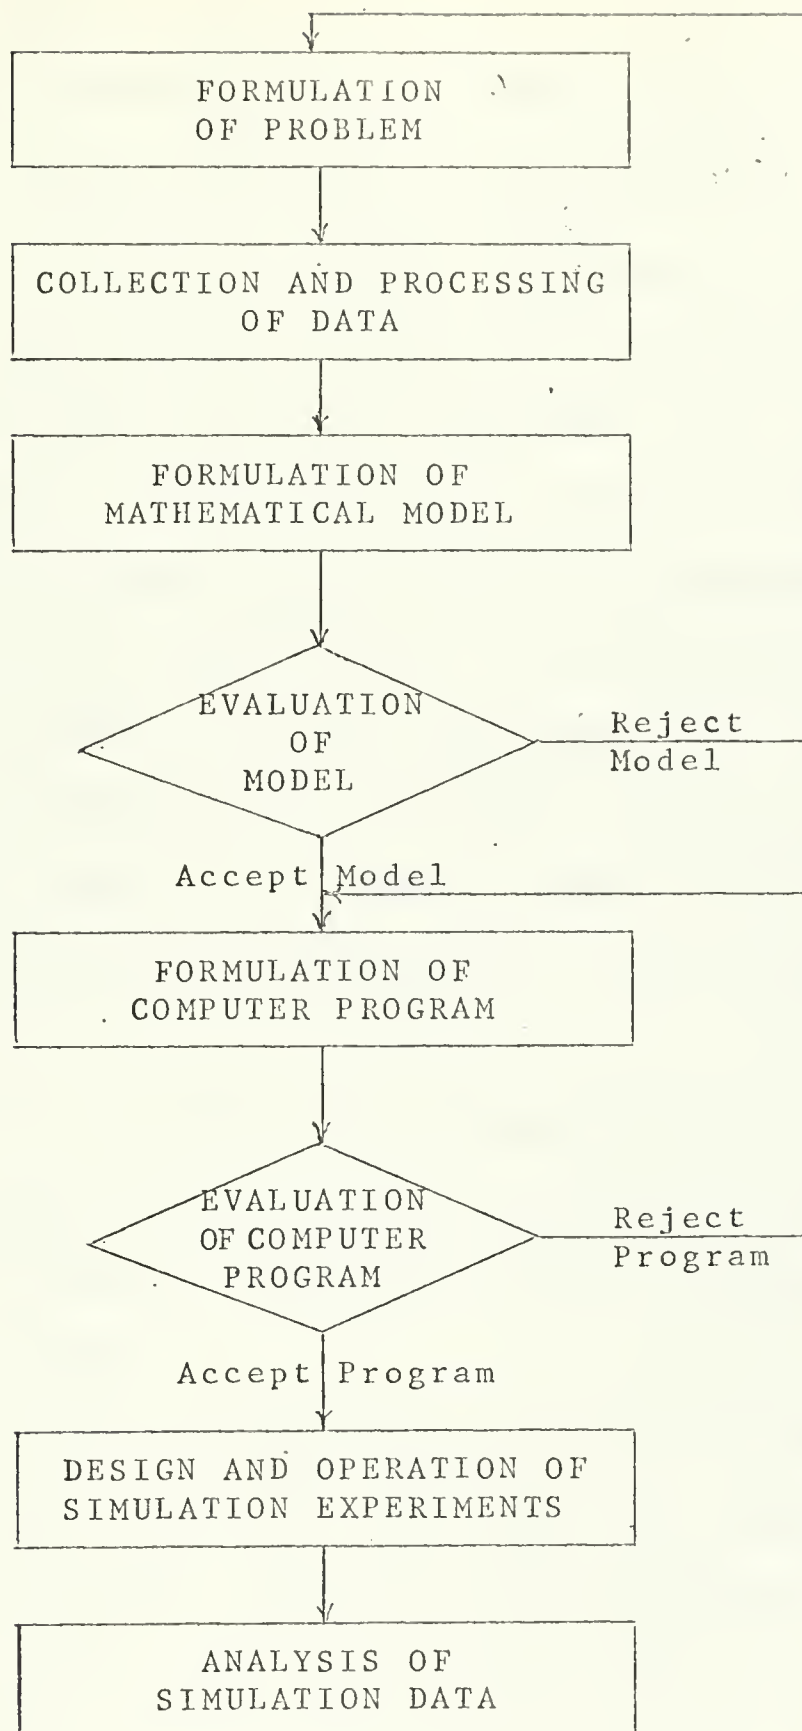 FORMULATION
OF PROBLEM
COLLECTION AND PROCESSING
OF DATA
FORMULATION OF
MATHEMATICAL MODEL
EVALUATION
OF
MODEL
Reject
Model
Accept Model
FORMULATION OF
COMPUTER PROGRAM
EVALUATION
OF COMPUTER
PROGRAM
Reject
Program
Accept Program
DESIGN AND OPERATION OF
SIMULATION EXPERIMENTS
ANALYSIS OF
SIMULATION DATA